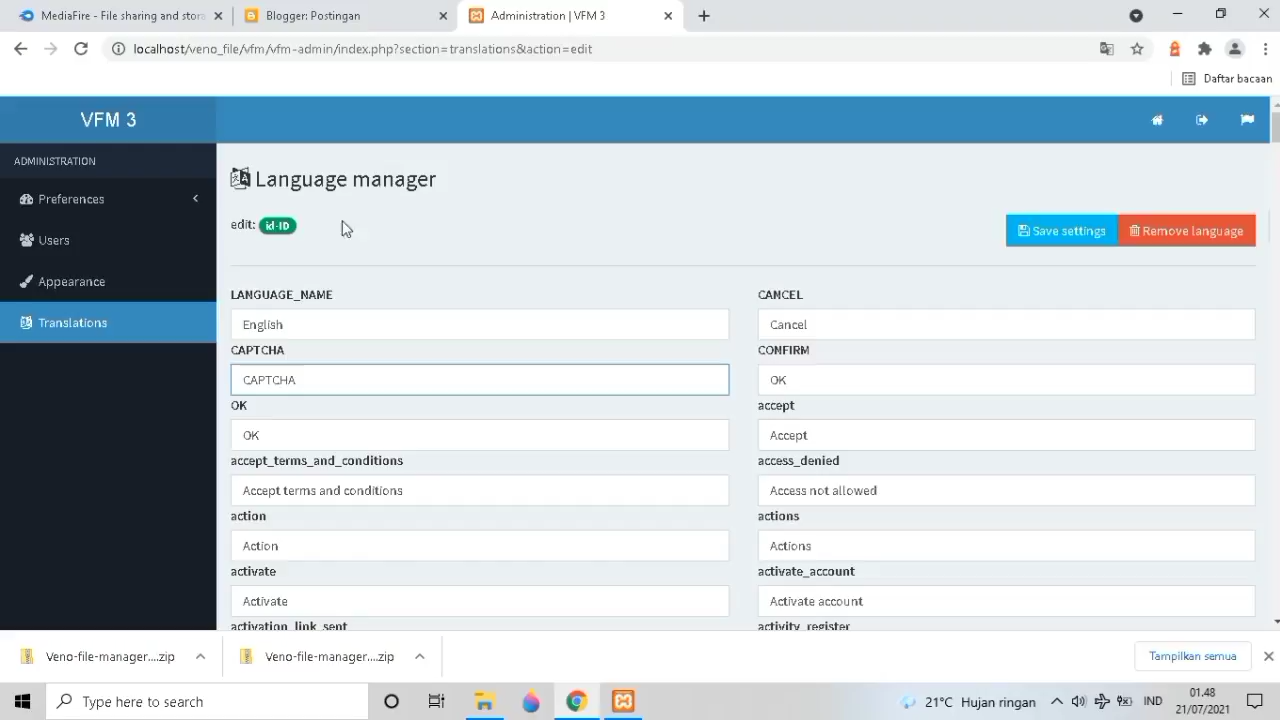 MediaFire - File sharing and stor
Blogger: Postingan
Administration | VFM 3
localhost/veno_file/vfm/vfm-admin/index.php?section=translations&action=edit
Daftar bacaan
VFM 3
ADMINISTRATION
Preferences
Users
Appearance
Translations
Language manager
edit: id-ID
Save settings
Remove language
LANGUAGE_NAME
CANCEL
English
Cancel
CAPTCHA
CONFIRM
CAPTCHA
OK
OK
accept
OK
Accept
accept_terms_and_conditions
access_denied
Accept terms and conditions
Access not allowed
action
actions
Action
Actions
activate
activate_account
Activate
Activate account
activation_link_sent
activity_register
Veno-file-manager....zip
Veno-file-manager....zip
Tampilkan semua
Type here to search
21°C Hujan ringan
IND
01.48
21/07/2021